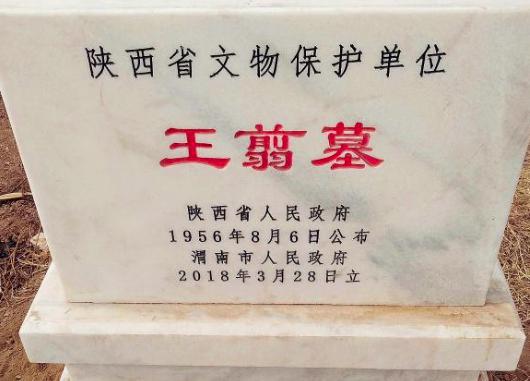 陕西省文物保护单位
王翦墓
陕西省人民政府
1956年8月6日公布
渭南市人民政府
2018年3月28日立